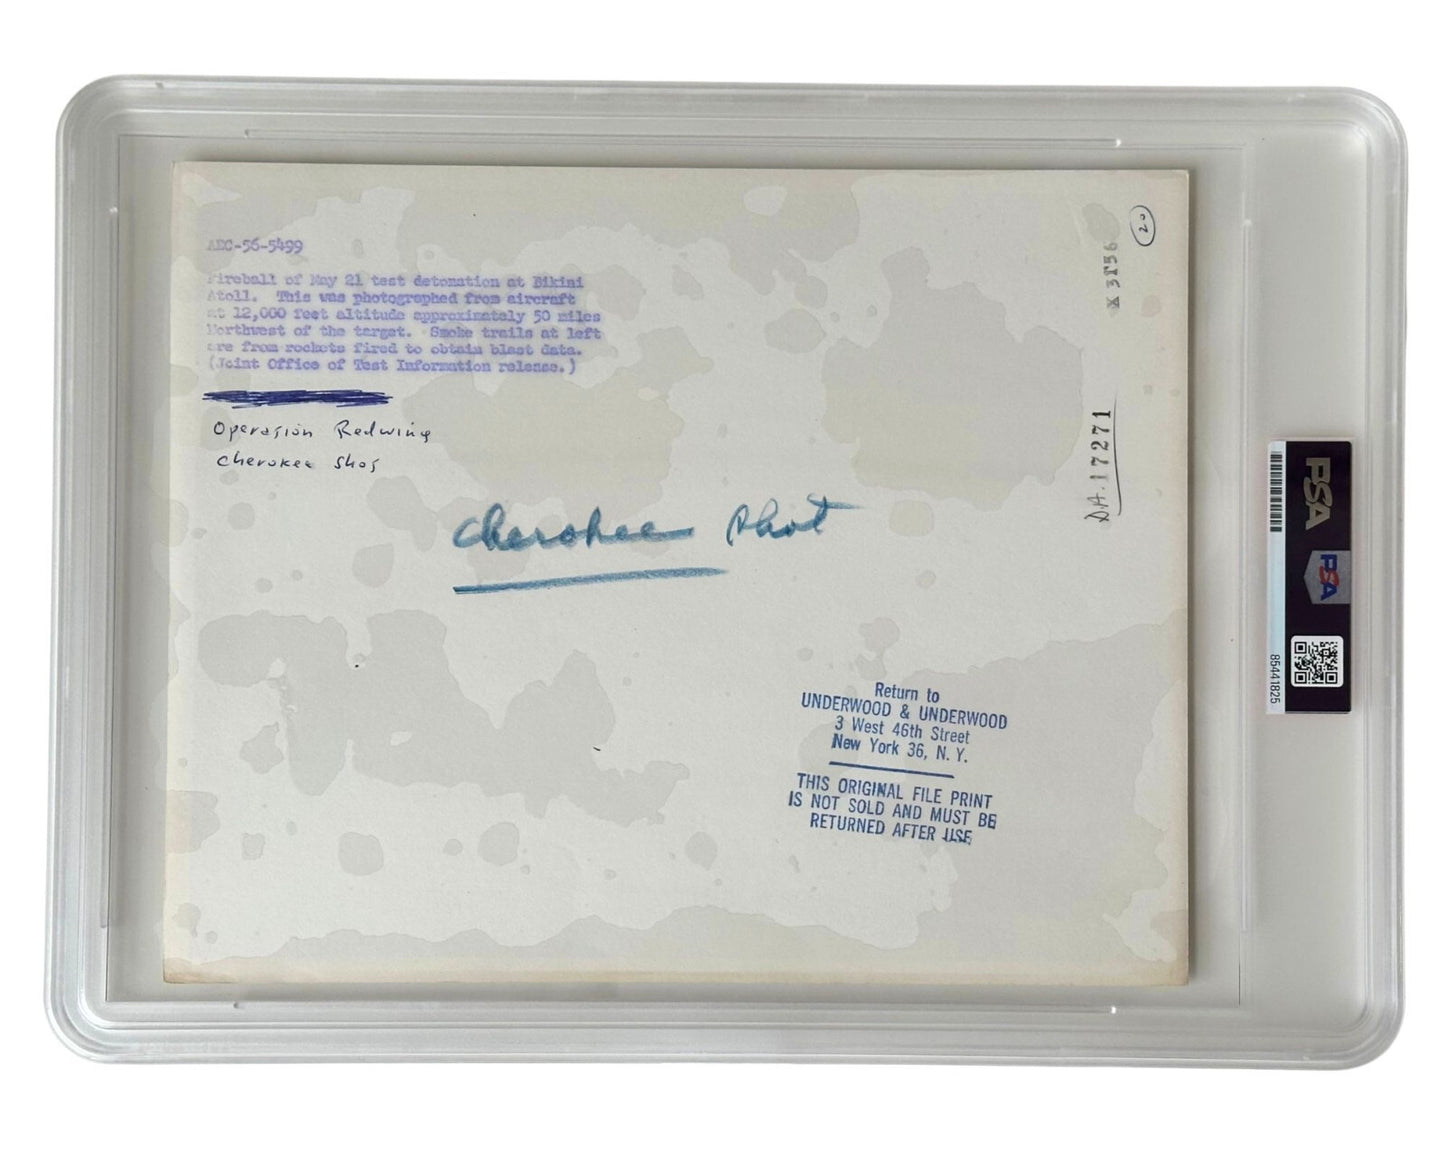 AEC-56-5499
Fireball of May 21 test detonation at Bikini
Atoll. This was photographed from aircraft
at 12,000 feet altitude approximately 50 miles
Northwest of the target. Smoke trails at left
are from rockets fired to obtain blast data.
(Joint Office of Test Information release.)
Operation Redwing
Cherokee Shot
Cherokee Shot
Return to
UNDERWOOD & UNDERWOOD
3 West 46th Street
New York 36, N. Y.
THIS ORIGINAL FILE PRINT
IS NOT SOLD AND MUST BE
RETURNED AFTER USE
20
D.A. 17271
PSA
PSA
85441825